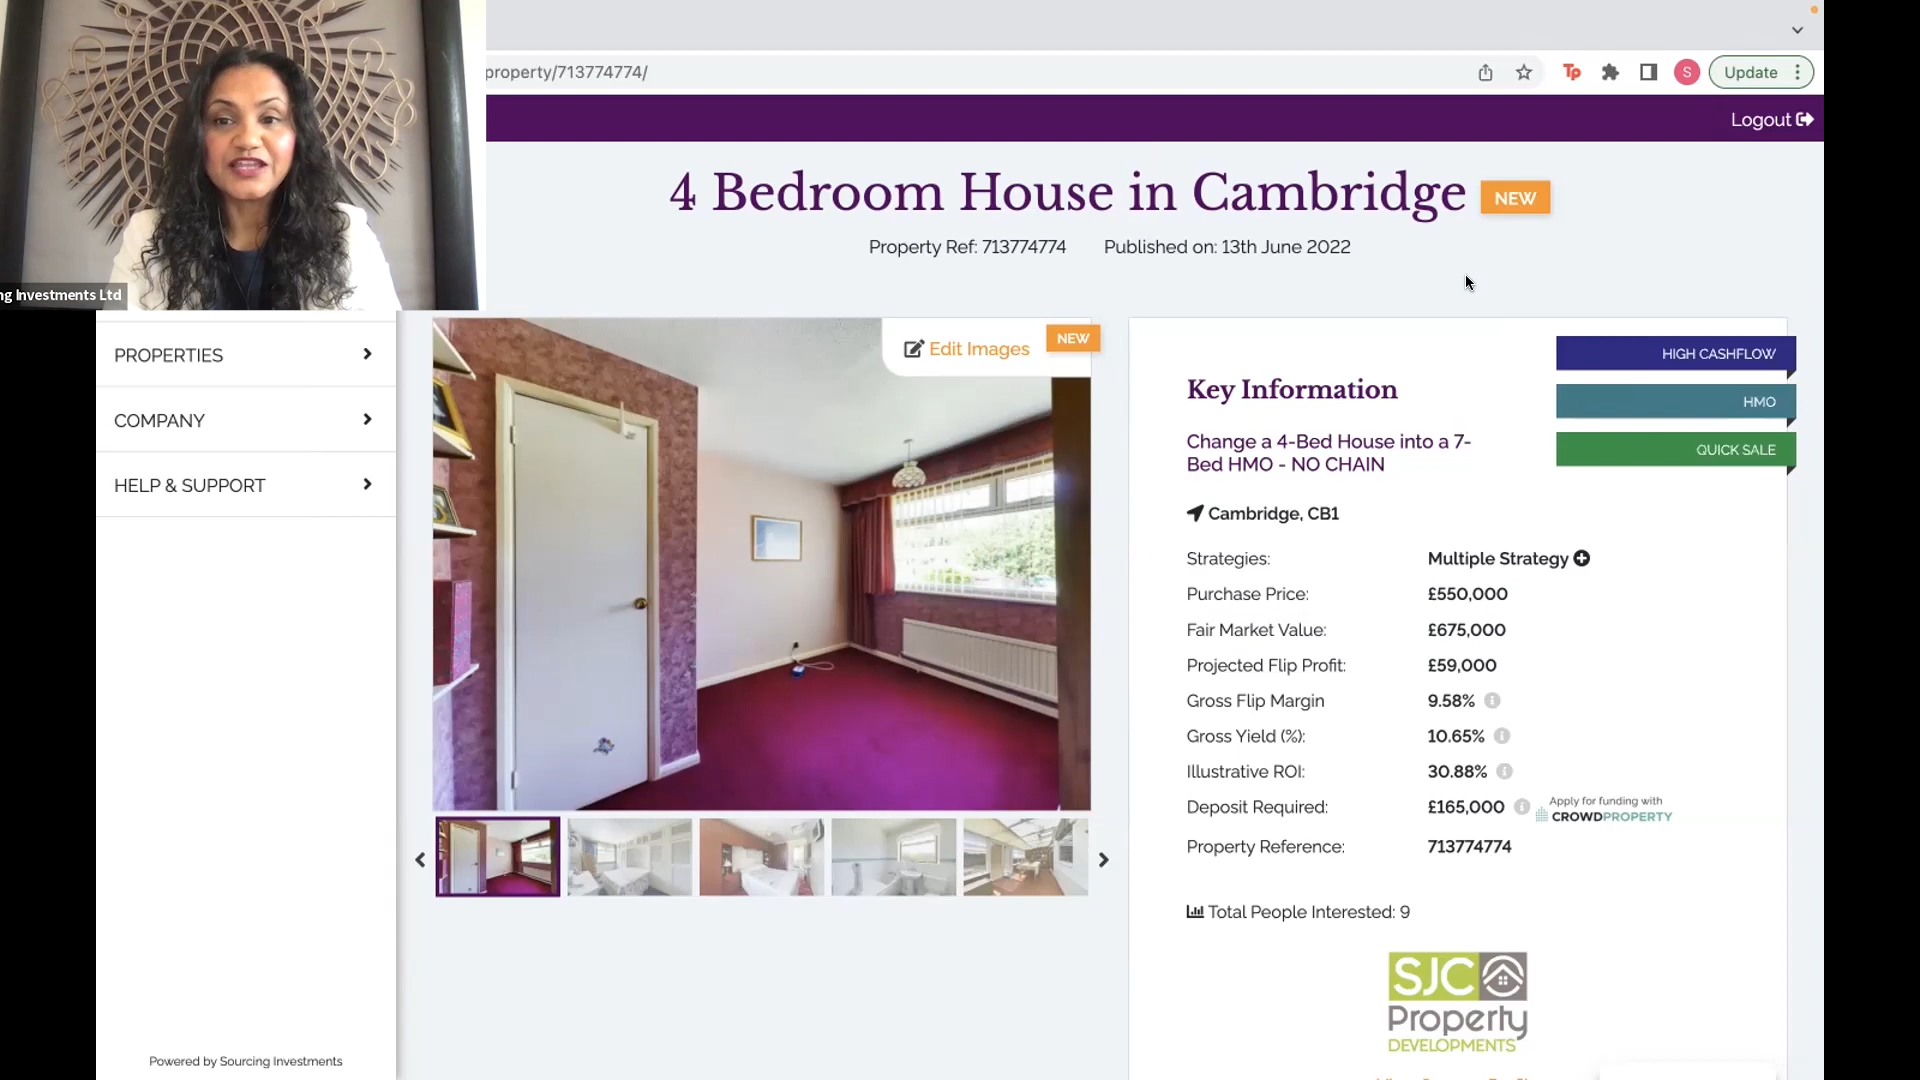 property/713774774/
Tp
S
Update
Logout
4 Bedroom House in Cambridge
NEW
Property Ref: 713774774
Published on: 13th June 2022
ng Investments Ltd
PROPERTIES
COMPANY
HELP & SUPPORT
Powered by Sourcing Investments
Edit Images
NEW
HIGH CASHFLOW
HMO
QUICK SALE
Key Information
Change a 4-Bed House into a 7-
Bed HMO - NO CHAIN
Cambridge, CB1
Strategies: Multiple Strategy
Purchase Price: £550,000
Fair Market Value: £675,000
Projected Flip Profit: £59,000
Gross Flip Margin 9.58%
Gross Yield (%): 10.65%
Illustrative ROI: 30.88%
Deposit Required: £165,000
Apply for funding with
CROWDPROPERTY
Property Reference: 713774774
Total People Interested: 9
SJC
Property
DEVELOPMENTS